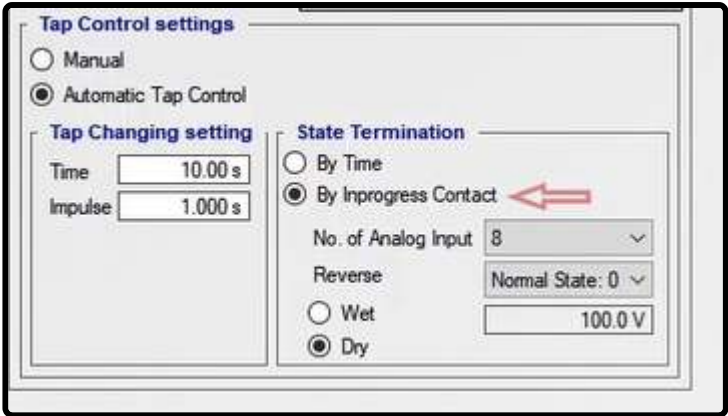 Tap Control settings
Manual
Automatic Tap Control
Tap Changing setting
Time 10.00 s
Impulse 1.000 s
State Termination
By Time
By Inprogress Contact
No. of Analog Input 8
Reverse Normal State: 0
Wet 100.0 V
Dry